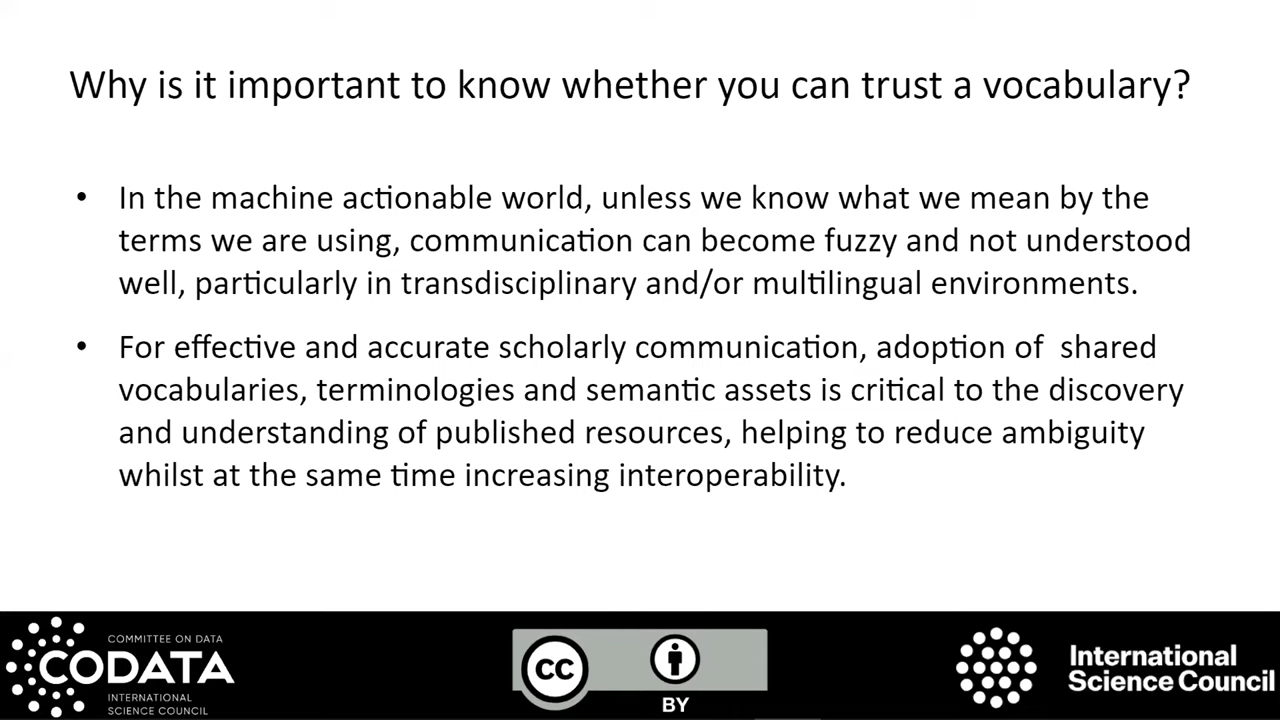 Why is it important to know whether you can trust a vocabulary?
• In the machine actionable world, unless we know what we mean by the
terms we are using, communication can become fuzzy and not understood
well, particularly in transdisciplinary and/or multilingual environments.
• For effective and accurate scholarly communication, adoption of  shared
vocabularies, terminologies and semantic assets is critical to the discovery
and understanding of published resources, helping to reduce ambiguity
whilst at the same time increasing interoperability.
COMMITTEE ON DATA
CODATA
INTERNATIONAL
SCIENCE COUNCIL
cc
BY
International
Science Council